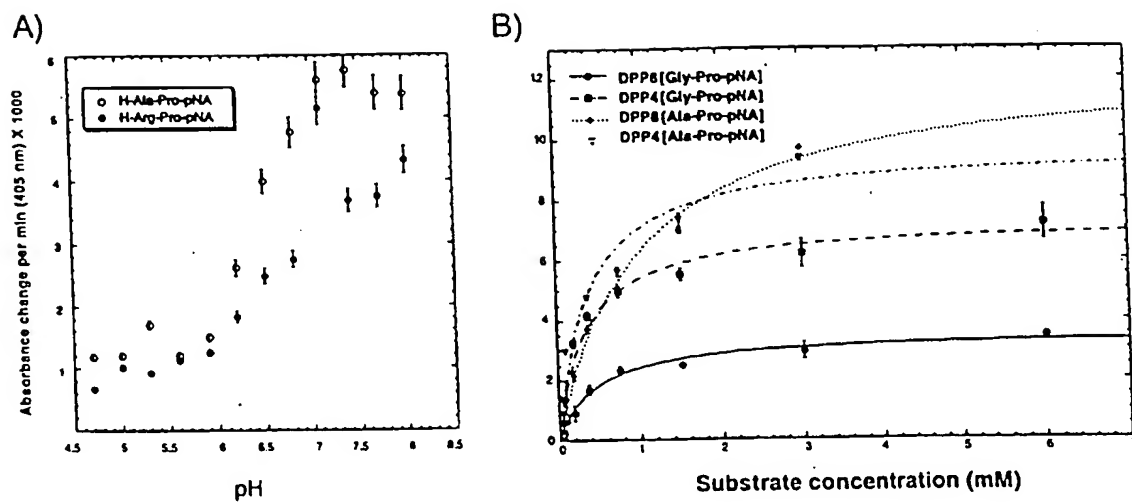 A)
Absorbance change per min (405 nm) X 1000
6
5
4
3
2
1
H-Ala-Pro-pNA
H-Arg-Pro-pNA
4.5 5 5.5 6 6.5 7 7.5 8 8.5
pH
B)
12
10
8
6
4
2
0
DPP8[Gly-Pro-pNA]
DPP4[Gly-Pro-pNA]
DPP8[Ala-Pro-pNA]
DPP4[Ala-Pro-pNA]
0 1 2 3 4 5 6
Substrate concentration (mM)